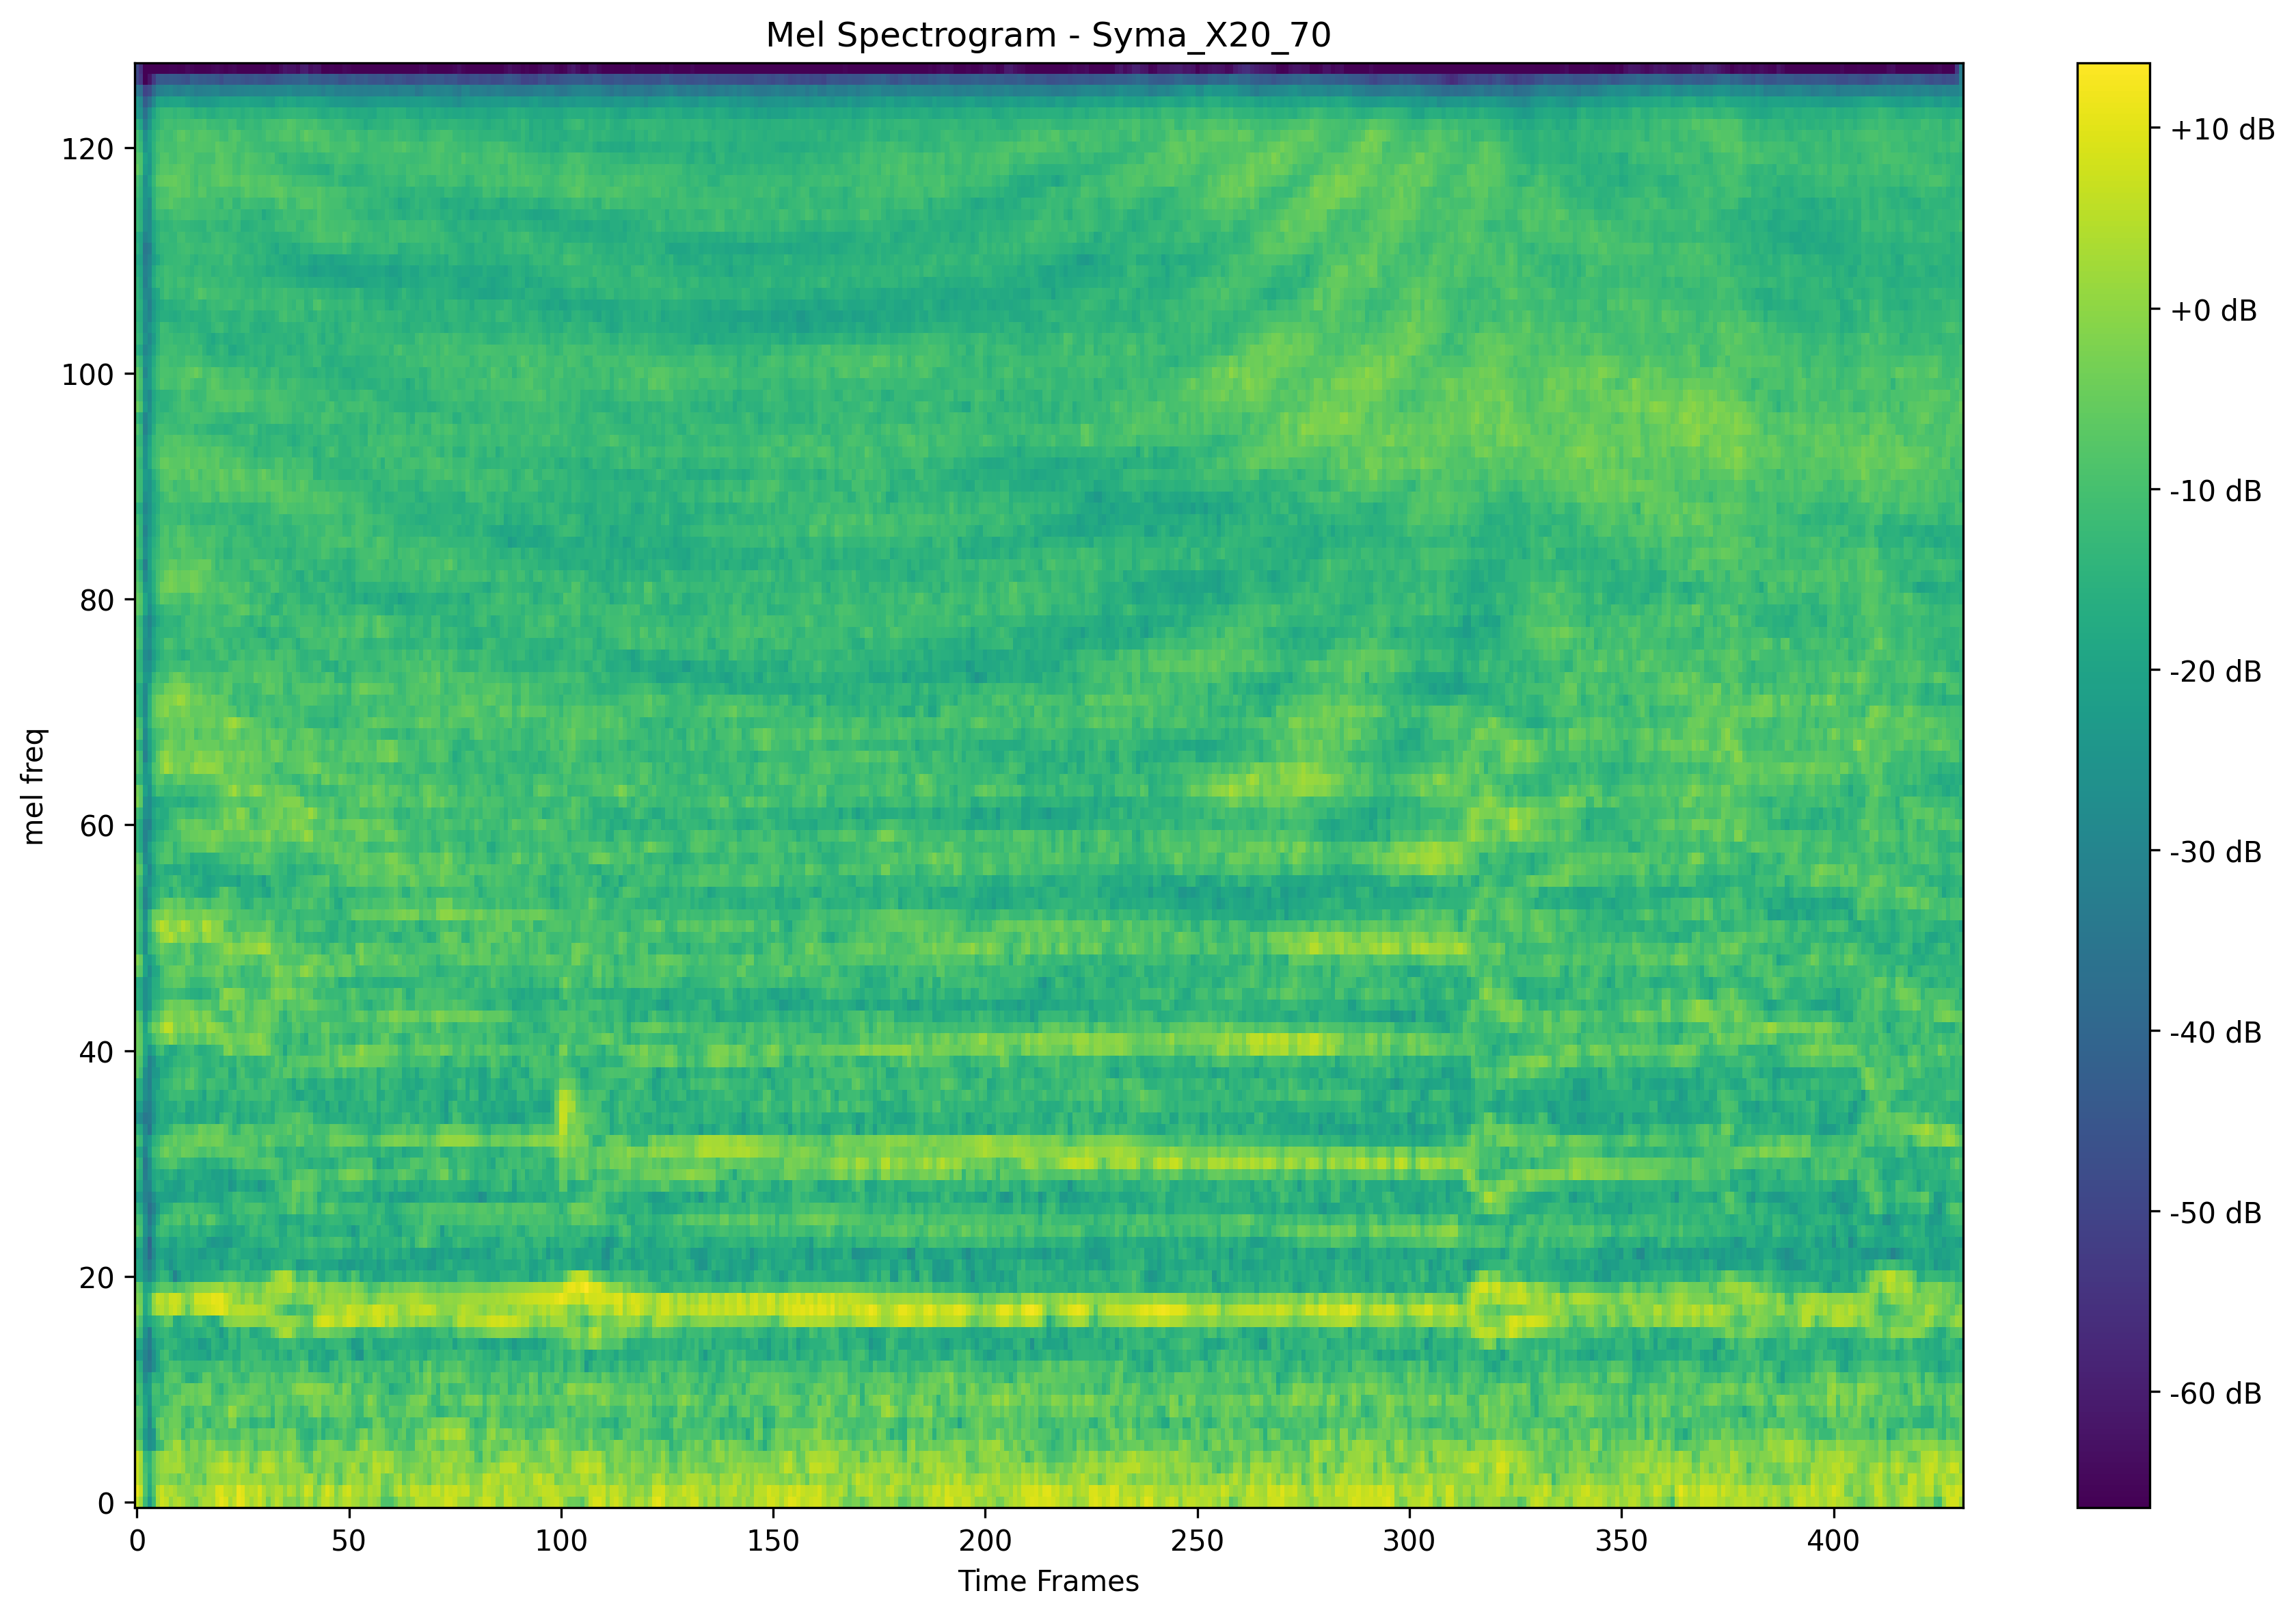 Mel Spectrogram - Syma_X20_70
mel freq
120
100
80
60
40
20
0
0 50 100 150 200 250 300 350 400
Time Frames
+10 dB
+0 dB
-10 dB
-20 dB
-30 dB
-40 dB
-50 dB
-60 dB